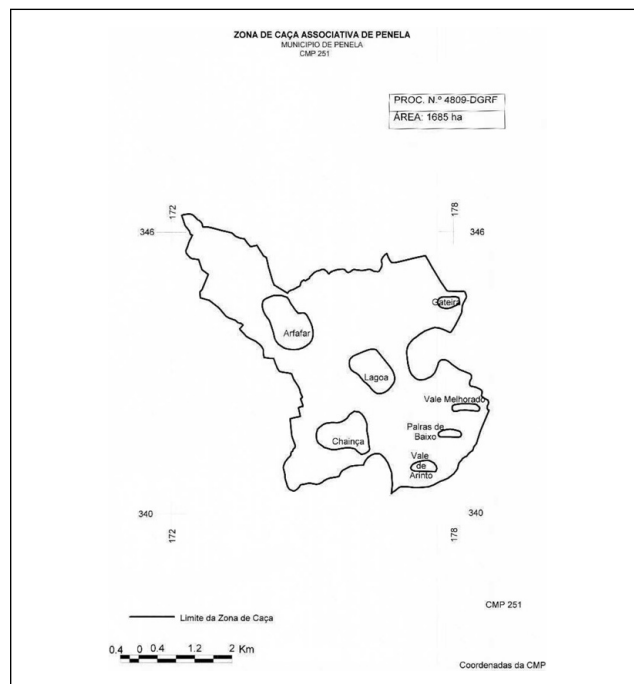 ZONA DE CAÇA ASSOCIATIVA DE PENELA
MUNICIPIO DE PENELA
CMP 251
PROC. N.º 4809-DGRF
ÁREA: 1685 ha
172
178
346
346
Gateira
Arfafar
Lagoa
Vale Melhorado
Pairas de
Baixo
Chainça
Vale
de
Arinto
340
340
172
178
CMP 251
Limite da Zona de Caça
0.4 0 0.4 1.2 2 Km
Coordenadas da CMP